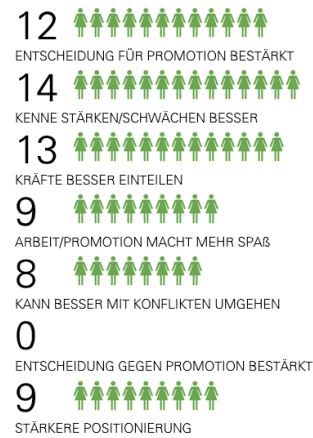 12
ENTSCHEIDUNG FÜR PROMOTION BESTÄRKT
14
KENNE STÄRKEN/SCHWÄCHEN BESSER
13
KRÄFTE BESSER EINTEILEN
9
ARBEIT/PROMOTION MACHT MEHR SPAß
8
KANN BESSER MIT KONFLIKTEN UMGEHEN
0
ENTSCHEIDUNG GEGEN PROMOTION BESTÄRKT
9
STÄRKERE POSITIONIERUNG